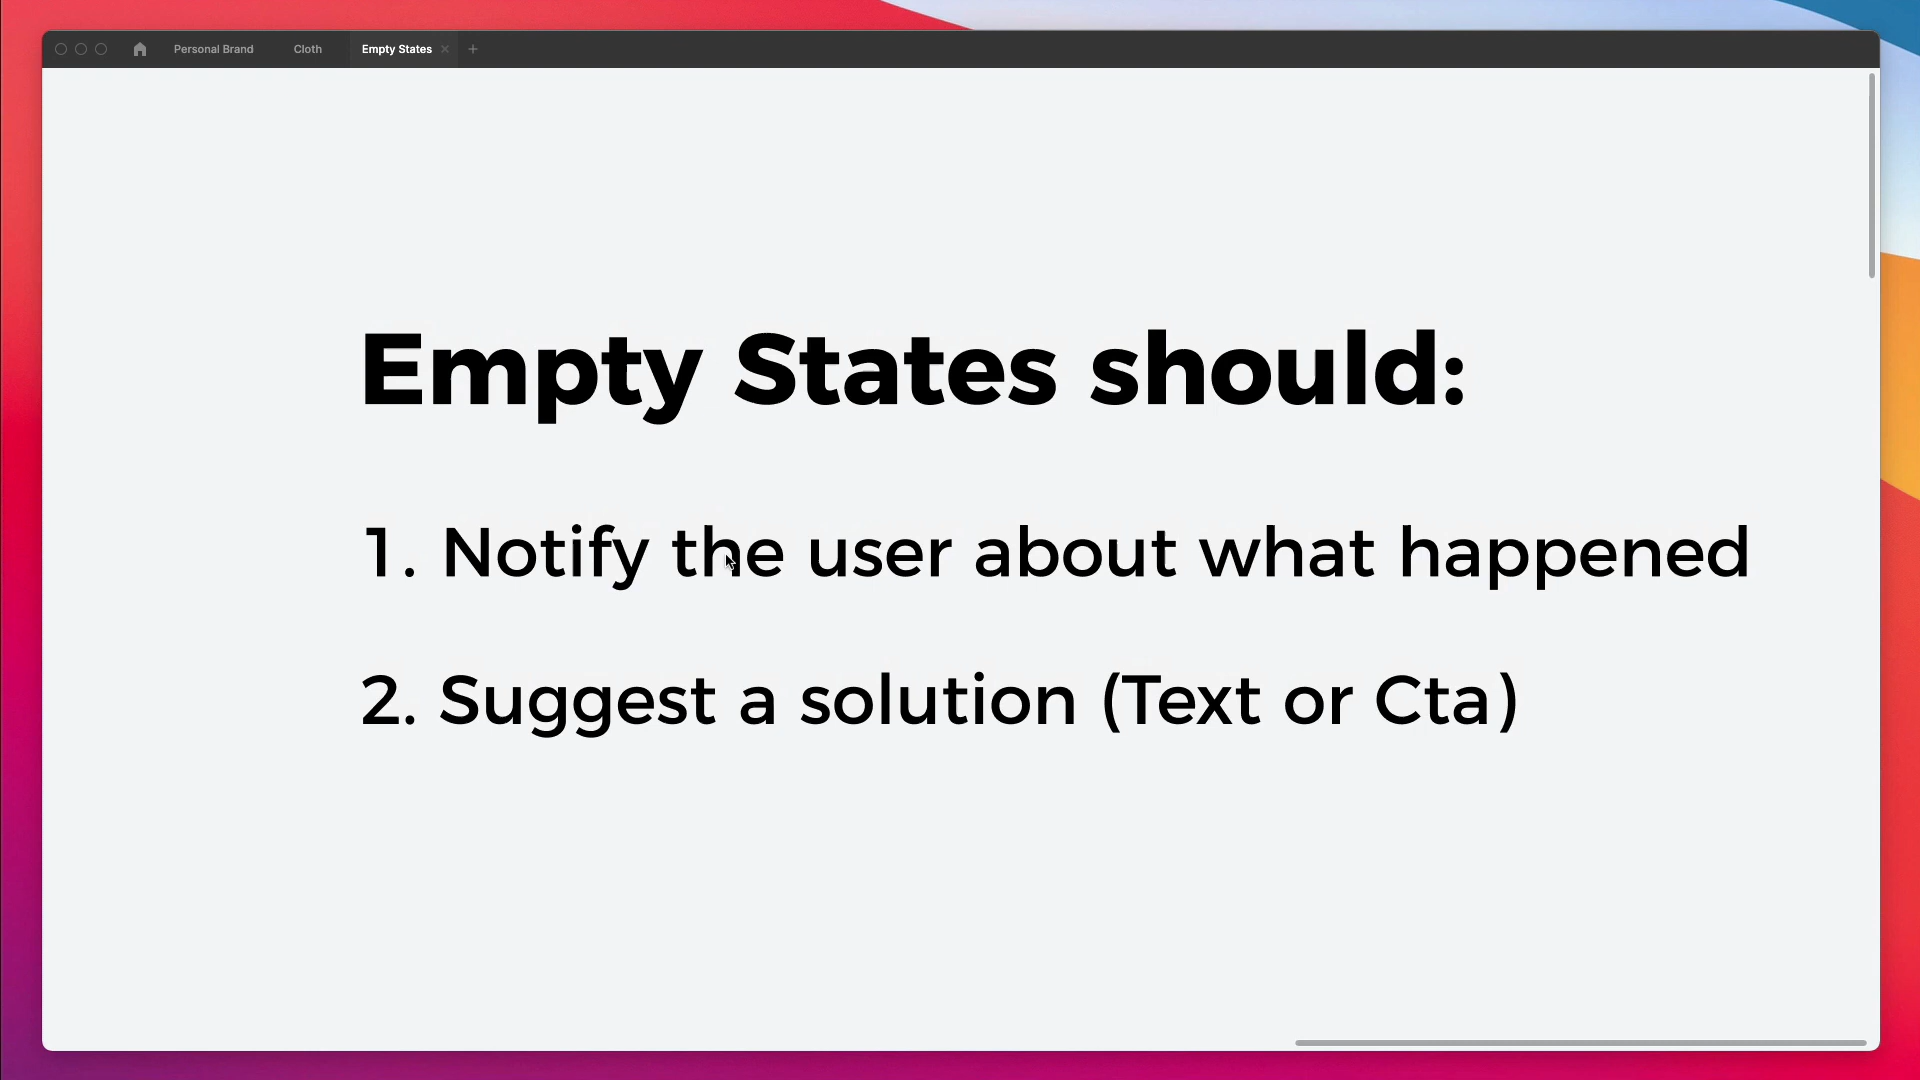 Personal Brand
Cloth
Empty States
Empty States should:
1. Notify the user about what happened
2. Suggest a solution (Text or Cta)